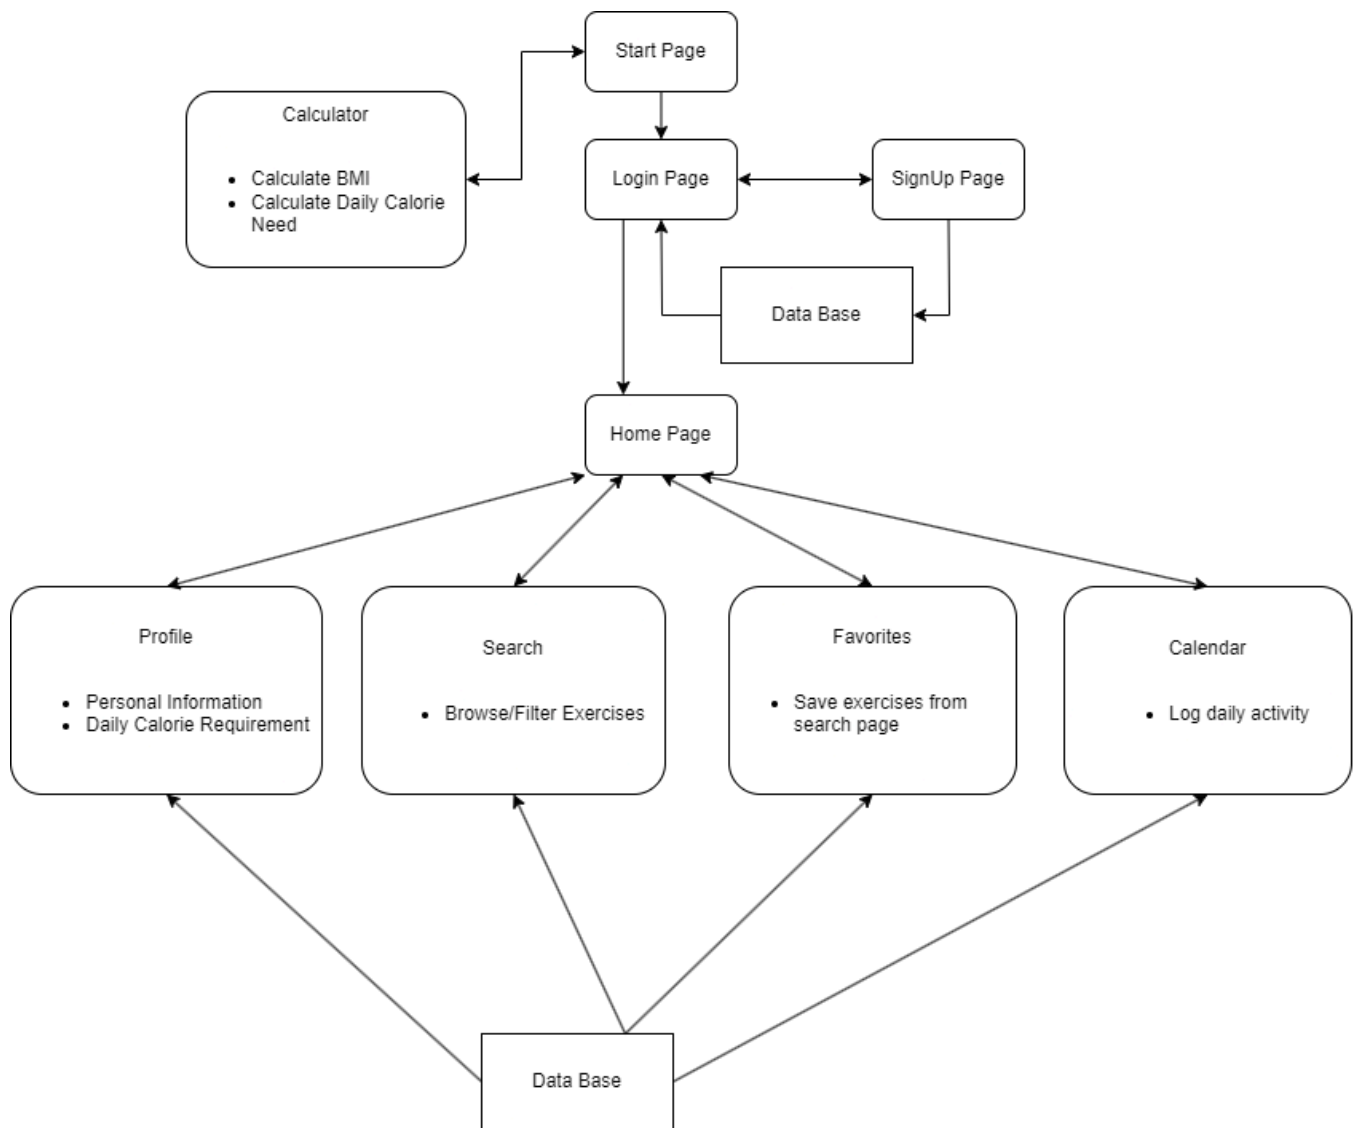 Start Page
Calculator
• Calculate BMI
• Calculate Daily Calorie
Need
Login Page
SignUp Page
Data Base
Home Page
Profile
• Personal Information
• Daily Calorie Requirement
Search
• Browse/Filter Exercises
Favorites
• Save exercises from
search page
Calendar
• Log daily activity
Data Base